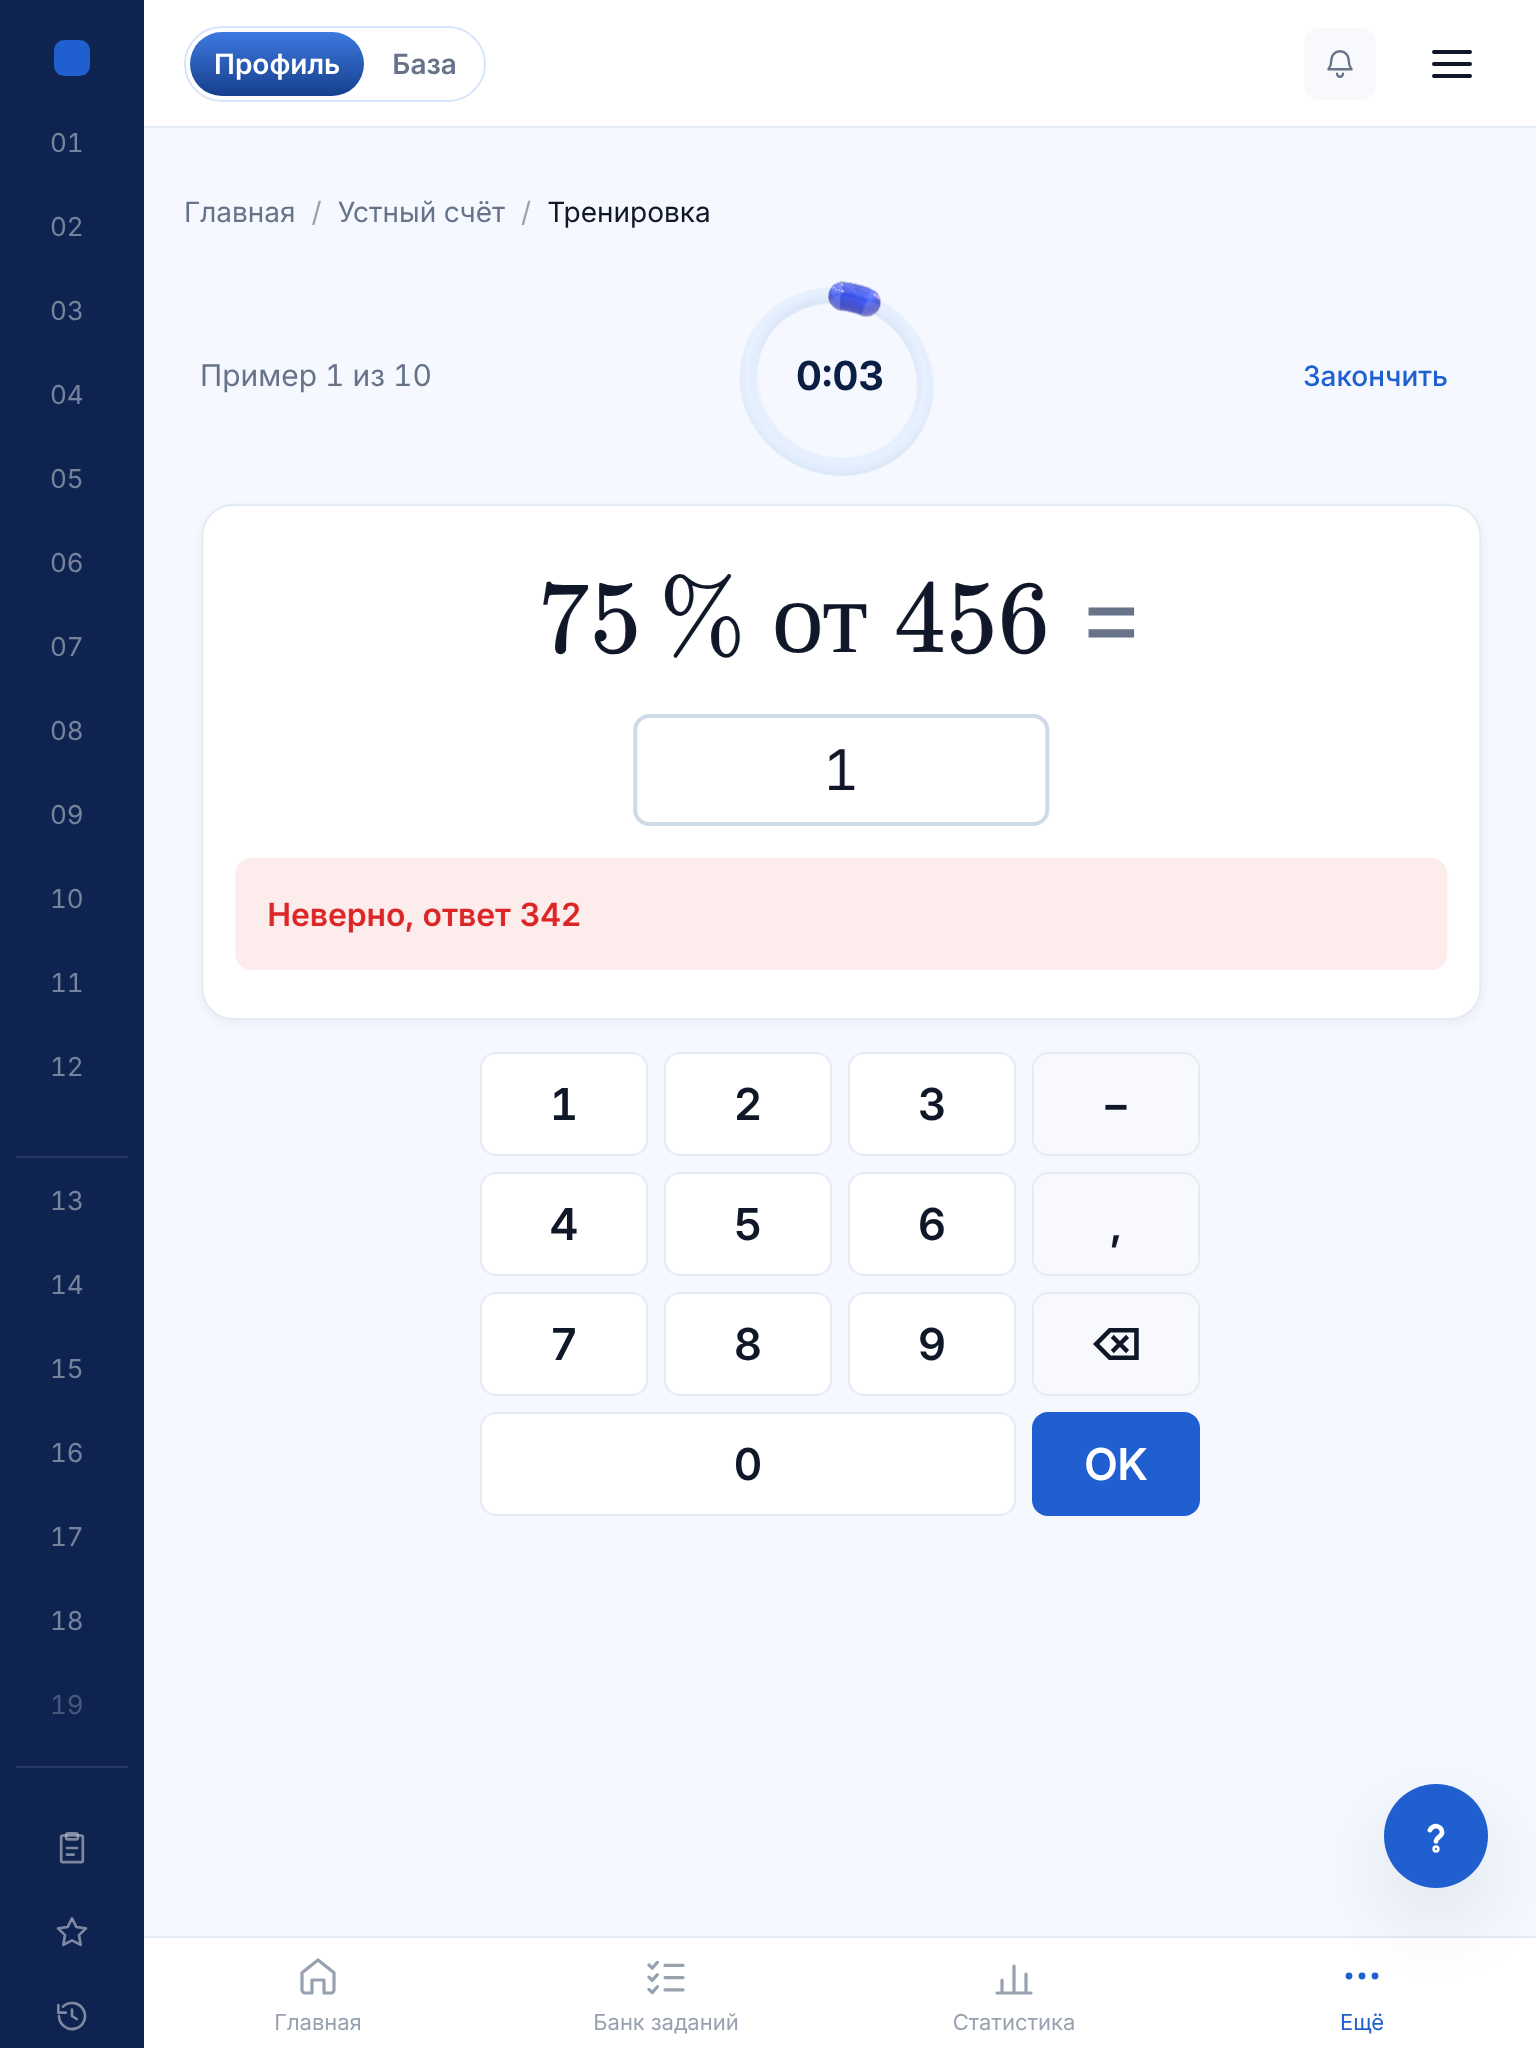 Профиль
База
01
02
03
04
05
06
07
08
09
10
11
12
13
14
15
16
17
18
19
Главная / Устный счёт / Тренировка
Пример 1 из 10
0:03
Закончить
75 % от 456 =
1
Неверно, ответ 342
1 2 3 –
4 5 6 ,
7 8 9
0 OK
?
Главная
Банк заданий
Статистика
Ещё